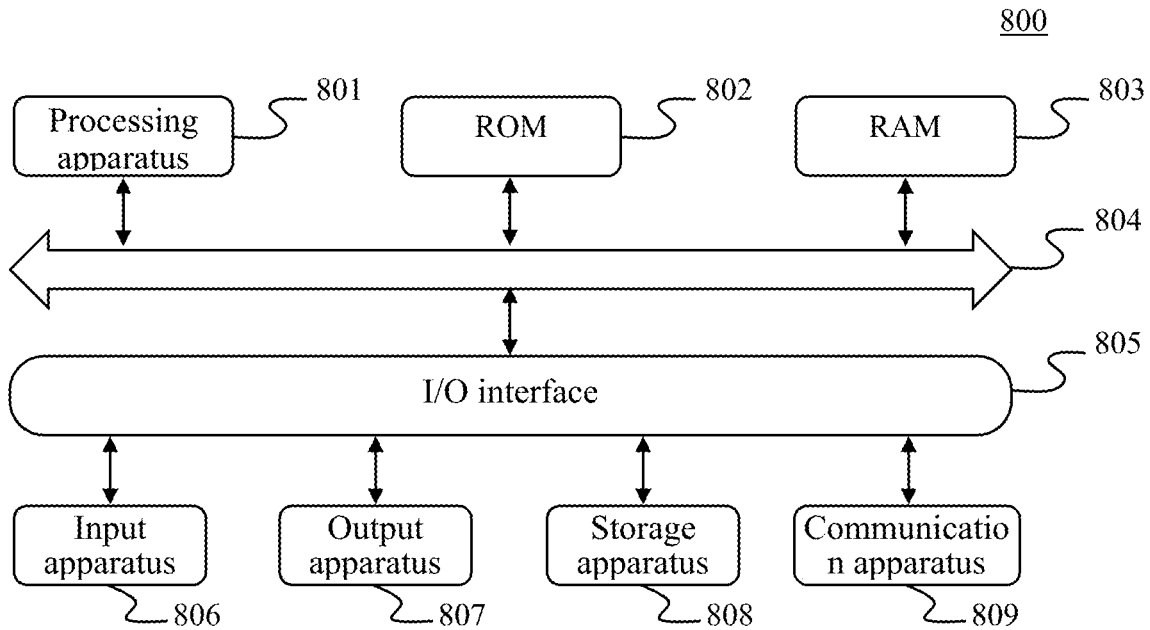 800
801
802
803
Processing
apparatus
ROM
RAM
804
805
I/O interface
Input
apparatus
Output
apparatus
Storage
apparatus
Communicatio
n apparatus
806
807
808
809